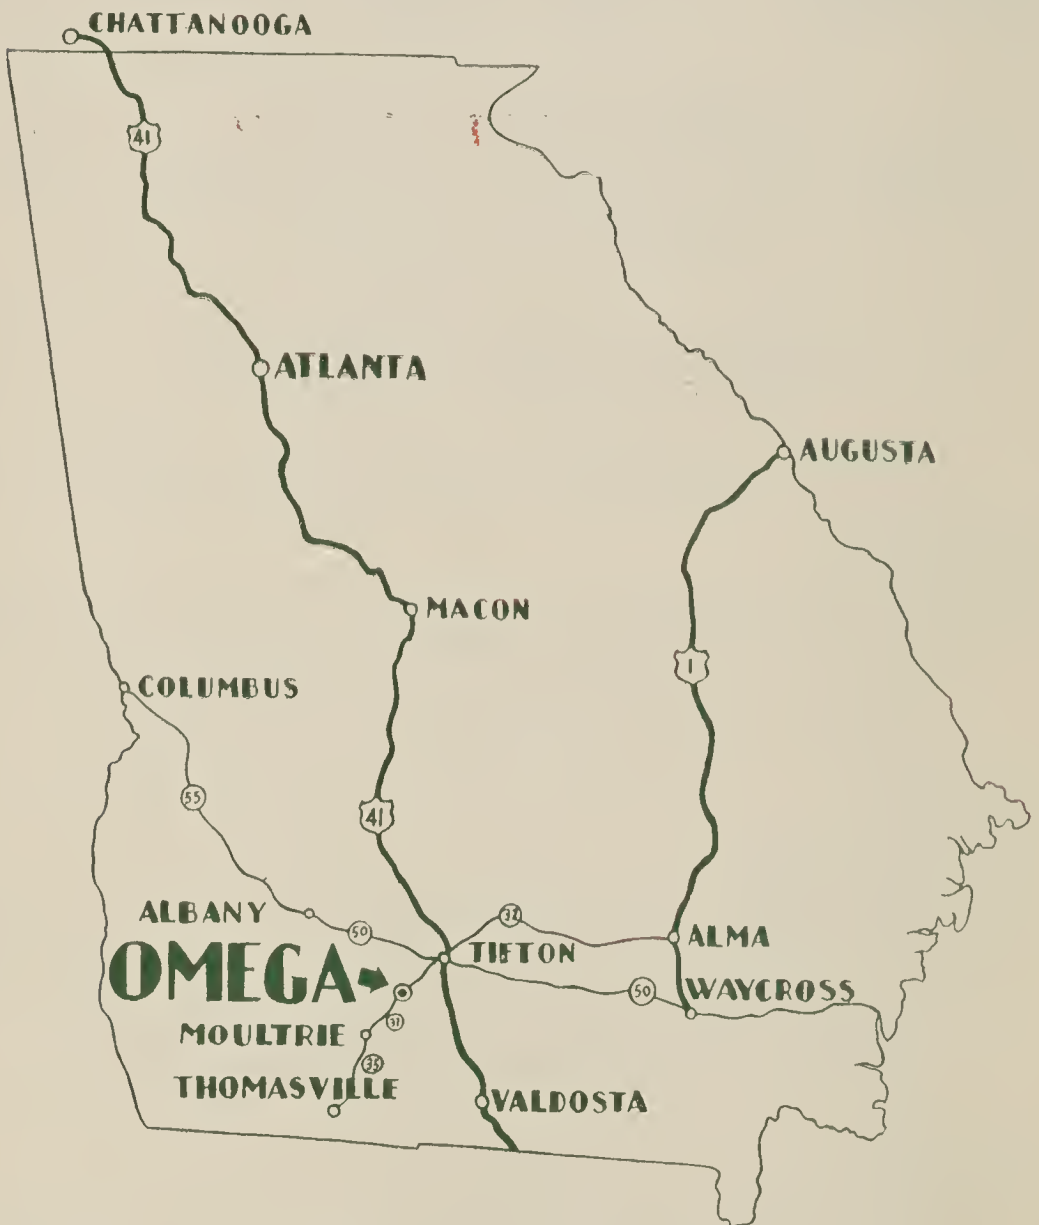 CHATTANOOGA
41
ATLANTA
AUGUSTA
MACON
1
COLUMBUS
55
41
ALBANY
50
32
TIFTON
ALMA
OMEGA
50
WAYCROSS
MOULTRIE
35
THOMASVILLE
VALDOSTA